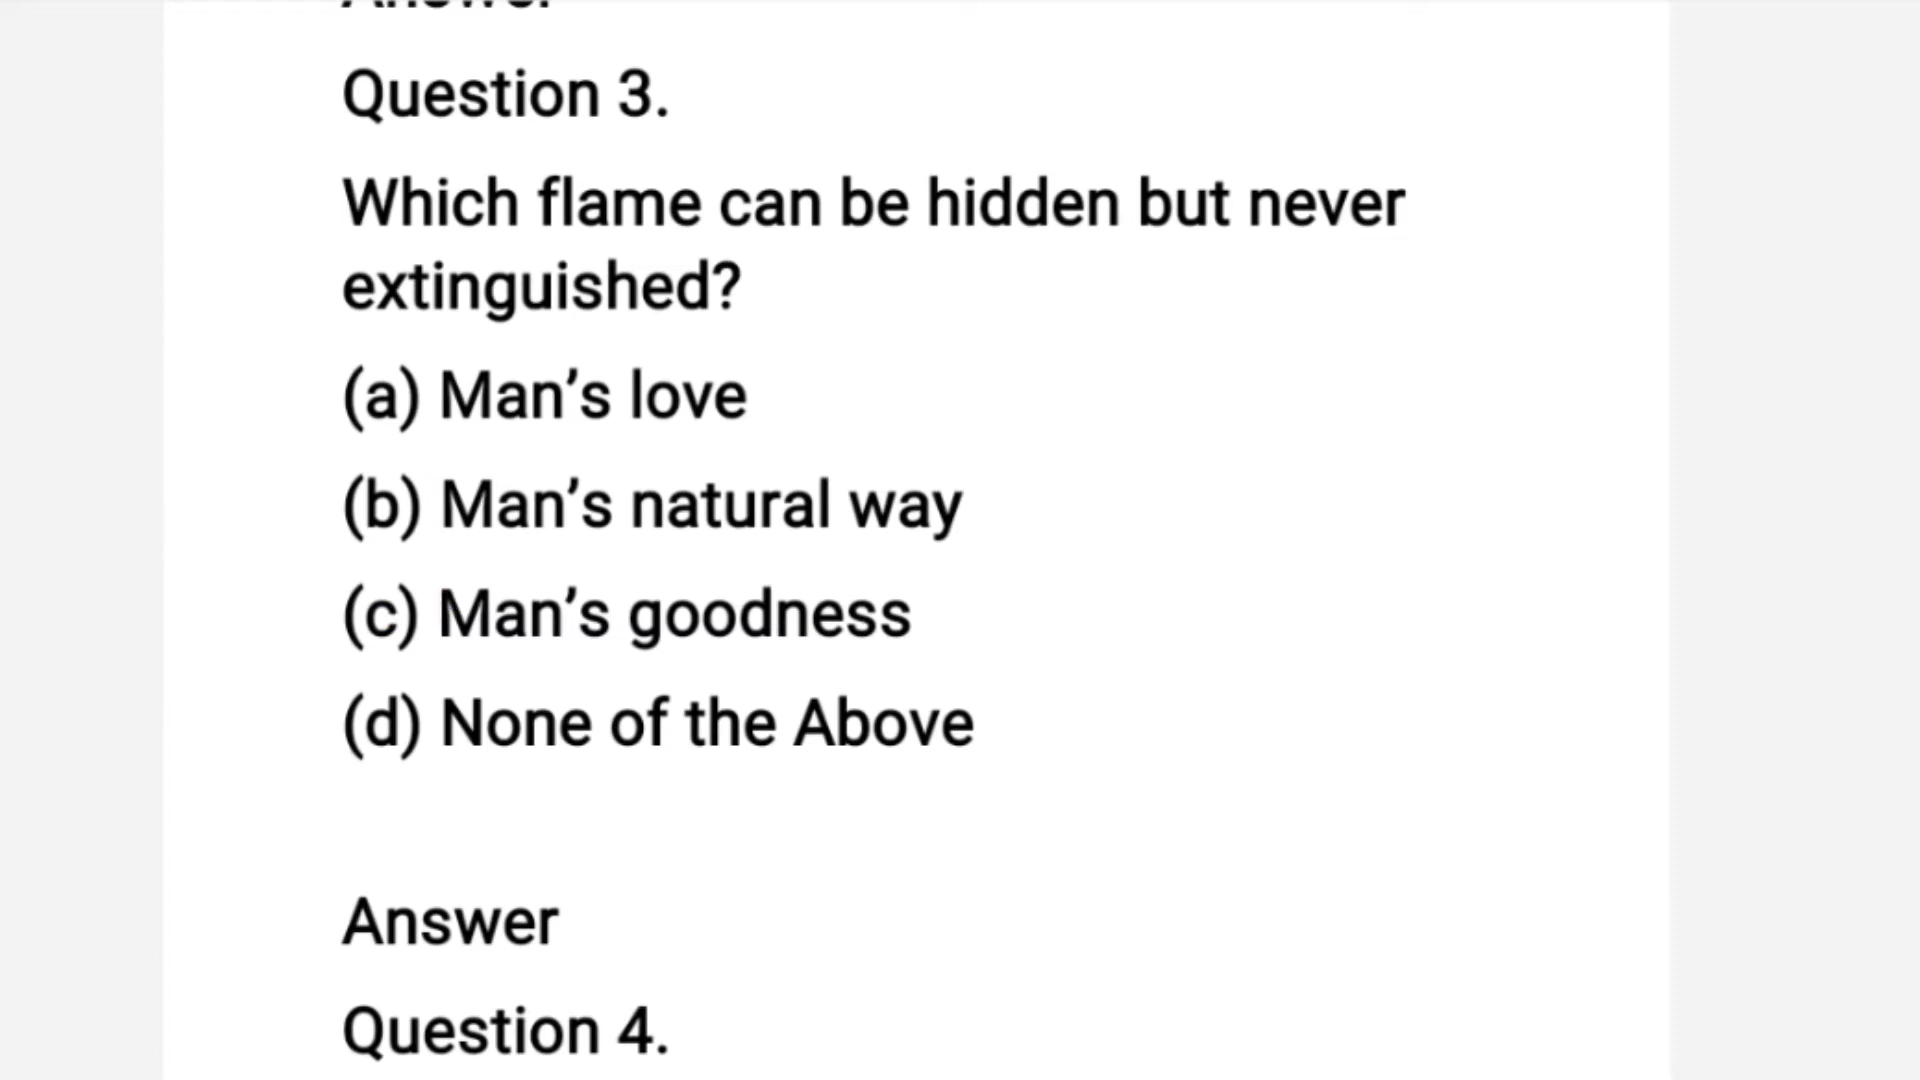 Question 3.
Which flame can be hidden but never
extinguished?
(a) Man’s love
(b) Man’s natural way
(c) Man’s goodness
(d) None of the Above
Answer
Question 4.